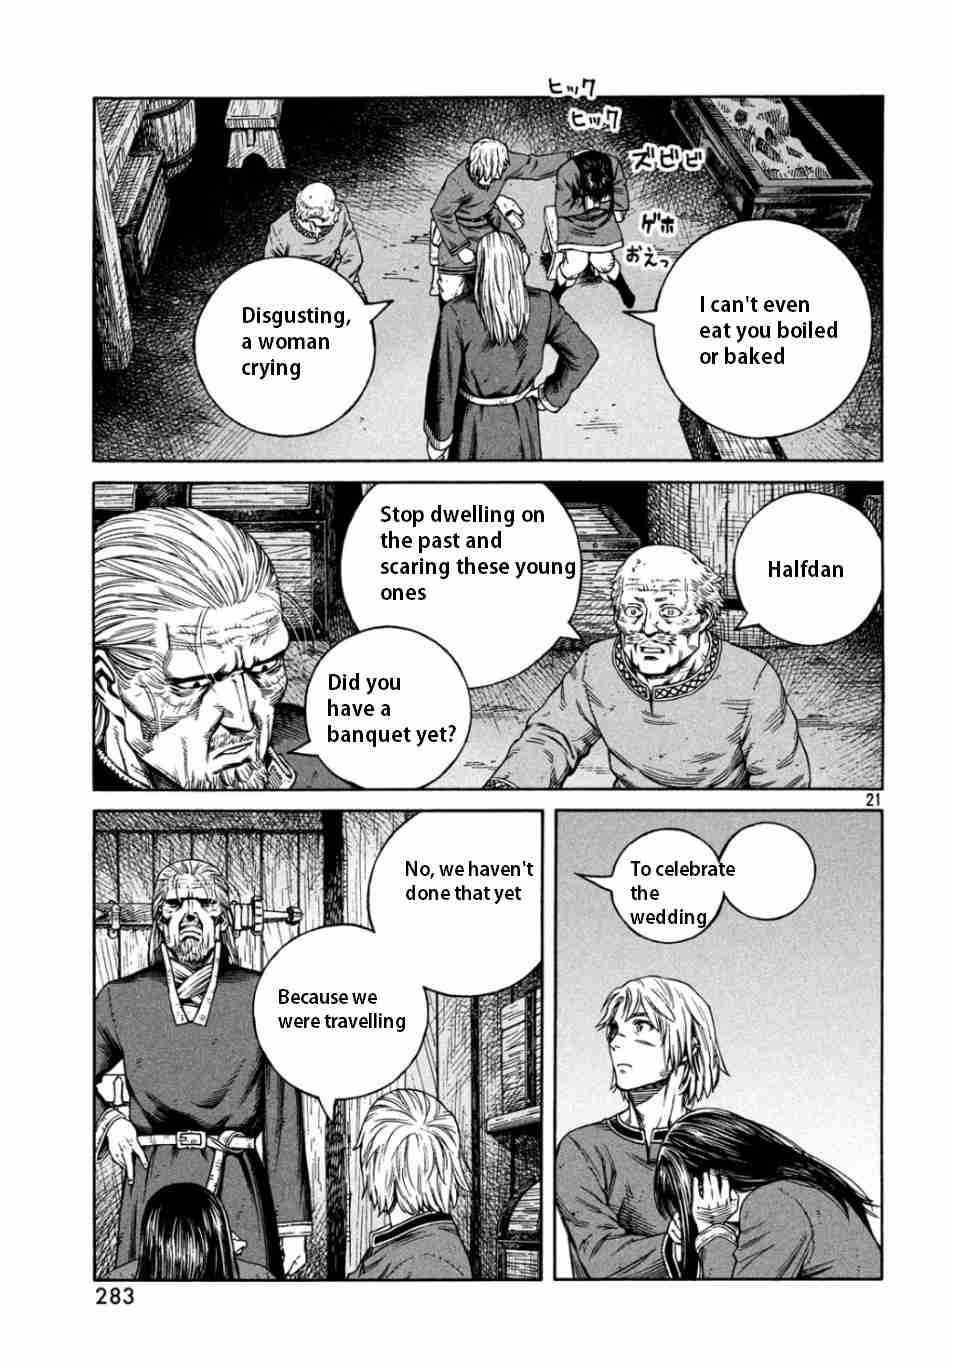 ヒック
ヒック
ズビビ
ゲホ
おえっ
I can't even
eat you boiled
or baked
Disgusting,
a woman
crying
Halfdan
Stop dwelling on
the past and
scaring these young
ones
Did you
have a
banquet yet?
21
No, we haven't
done that yet
Because we
were travelling
To celebrate
the
wedding
283